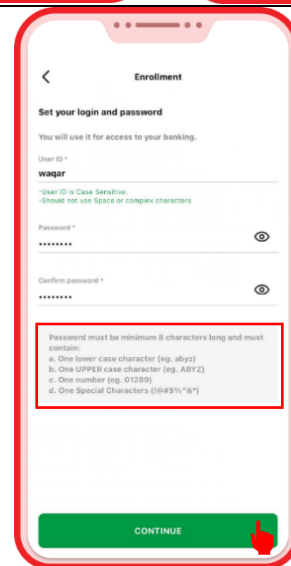 Enrollment
Set your login and password
You will use it for access to your banking.
User ID *
waqar
-User ID is Case Sensitive.
-Should not use Space or complex characters
Password *
••••••••
Confirm password *
••••••••
Password must be minimum 8 characters long and must
contain:
a. One lower case character (eg. abyz)
b. One UPPER case character (eg. ABYZ)
c. One number (eg. 01289)
d. One Special Characters (!@#$%^&*)
CONTINUE